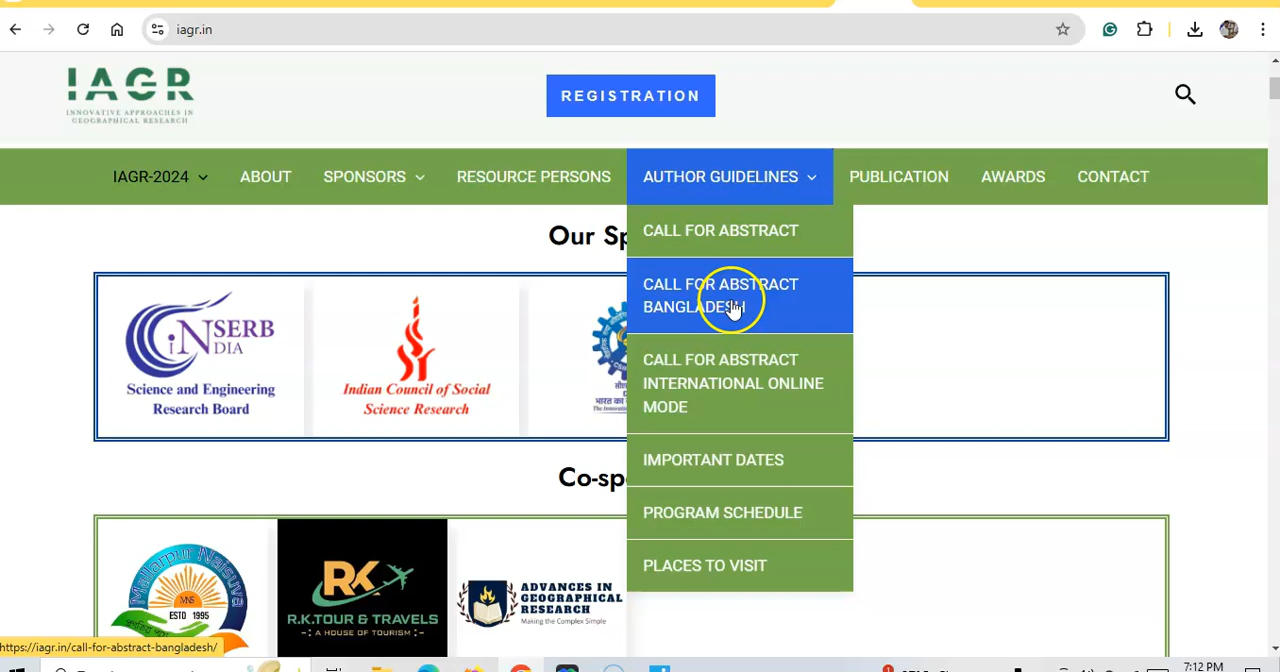 iagr.in
IAGR
INNOVATIVE APPROACHES IN
GEOGRAPHICAL RESEARCH
REGISTRATION
IAGR-2024 ABOUT SPONSORS RESOURCE PERSONS AUTHOR GUIDELINES PUBLICATION AWARDS CONTACT
Our Sp
CALL FOR ABSTRACT
CALL FOR ABSTRACT
BANGLADESH
CALL FOR ABSTRACT
INTERNATIONAL ONLINE
MODE
IMPORTANT DATES
PROGRAM SCHEDULE
PLACES TO VISIT
SERB
INDIA
Science and Engineering
Research Board
Indian Council of Social
Science Research
Co-sp
Mallarpur Naisuva
MNS
ESTD 1995
RK
R.K.TOUR & TRAVELS
-: A HOUSE OF TOURISM :-
ADVANCES IN
GEOGRAPHICAL
RESEARCH
Making the Complex Simple
https://iagr.in/call-for-abstract-bangladesh/
7:12 PM